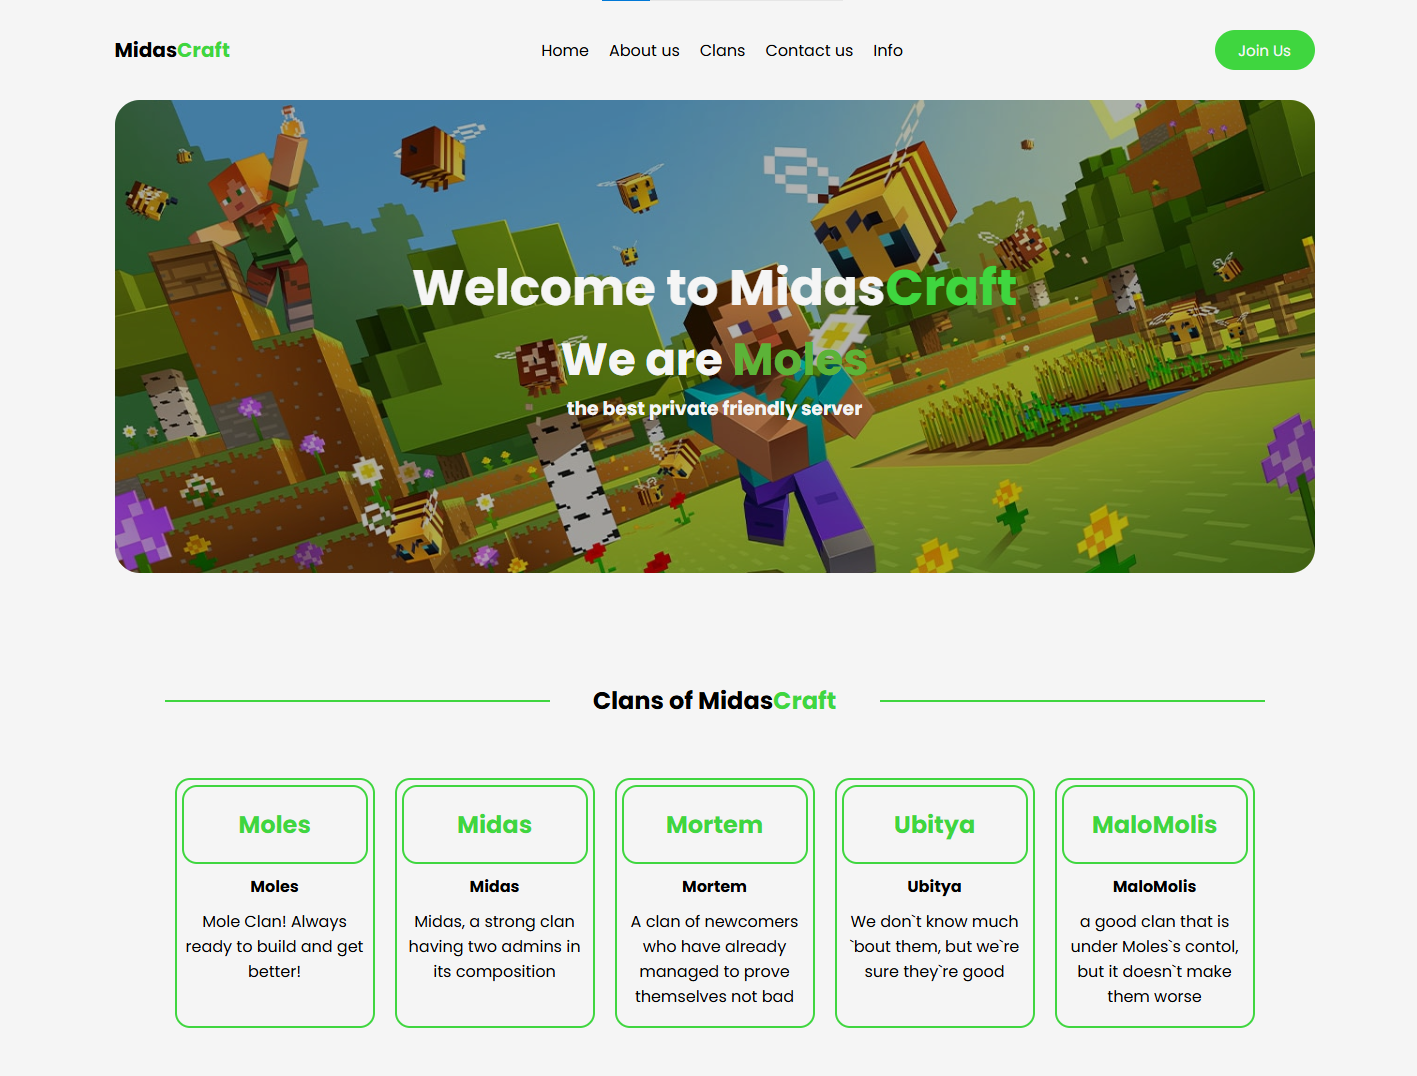 MidasCraft
Home
About us
Clans
Contact us
Info
Join Us
Welcome to MidasCraft
We are Moles
the best private friendly server
Clans of MidasCraft
Moles
Moles
Mole Clan! Always
ready to build and get
better!
Midas
Midas
Midas, a strong clan
having two admins in
its composition
Mortem
Mortem
A clan of newcomers
who have already
managed to prove
themselves not bad
Ubitya
Ubitya
We don`t know much
`bout them, but we`re
sure they`re good
MaloMolis
MaloMolis
a good clan that is
under Moles`s contol,
but it doesn`t make
them worse